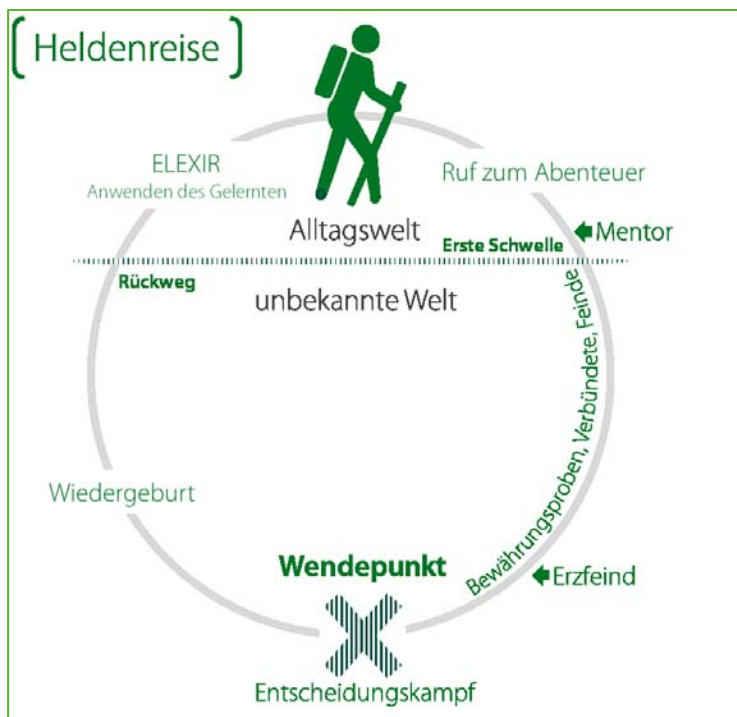 [ Heldenreise ]
ELEXIR
Anwenden des Gelernten
Ruf zum Abenteuer
Alltagswelt
Mentor
Erste Schwelle
Rückweg
unbekannte Welt
Bewährungsproben, Verbündete, Feinde
Wiedergeburt
Wendepunkt
Erzfeind
Entscheidungskampf